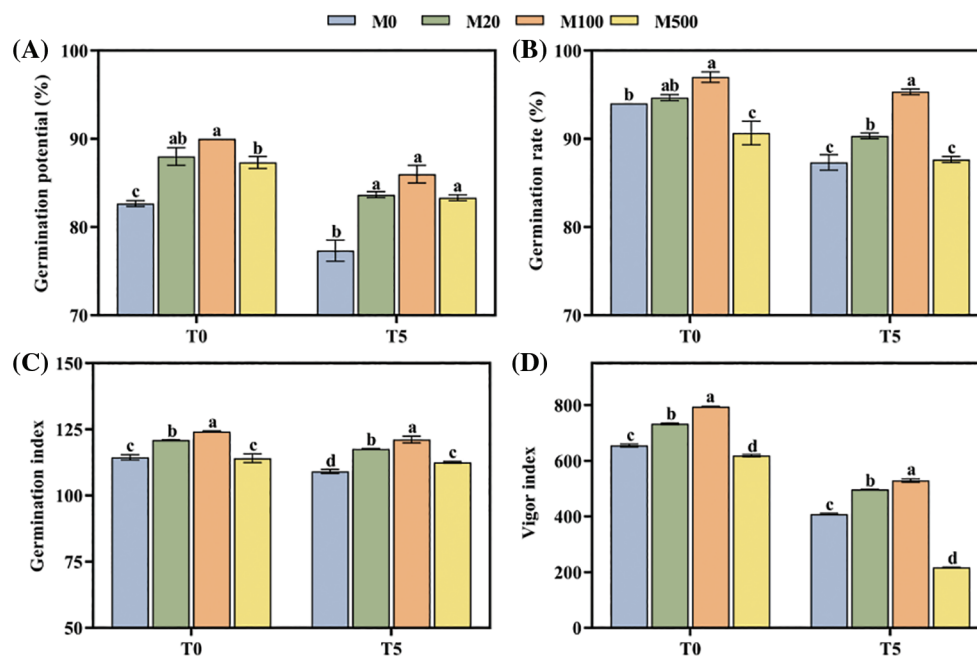 M0 M20 M100 M500
(A)
Germination potential (%)
100
90
80
70
c ab a b
b a a a
T0 T5
(B)
Germination rate (%)
100
90
80
70
b ab a c
c b a c
T0 T5
(C)
Germination index
150
125
100
75
50
c b a c
d b a c
T0 T5
(D)
Vigor index
800
600
400
200
0
c b a d
c b a d
T0 T5